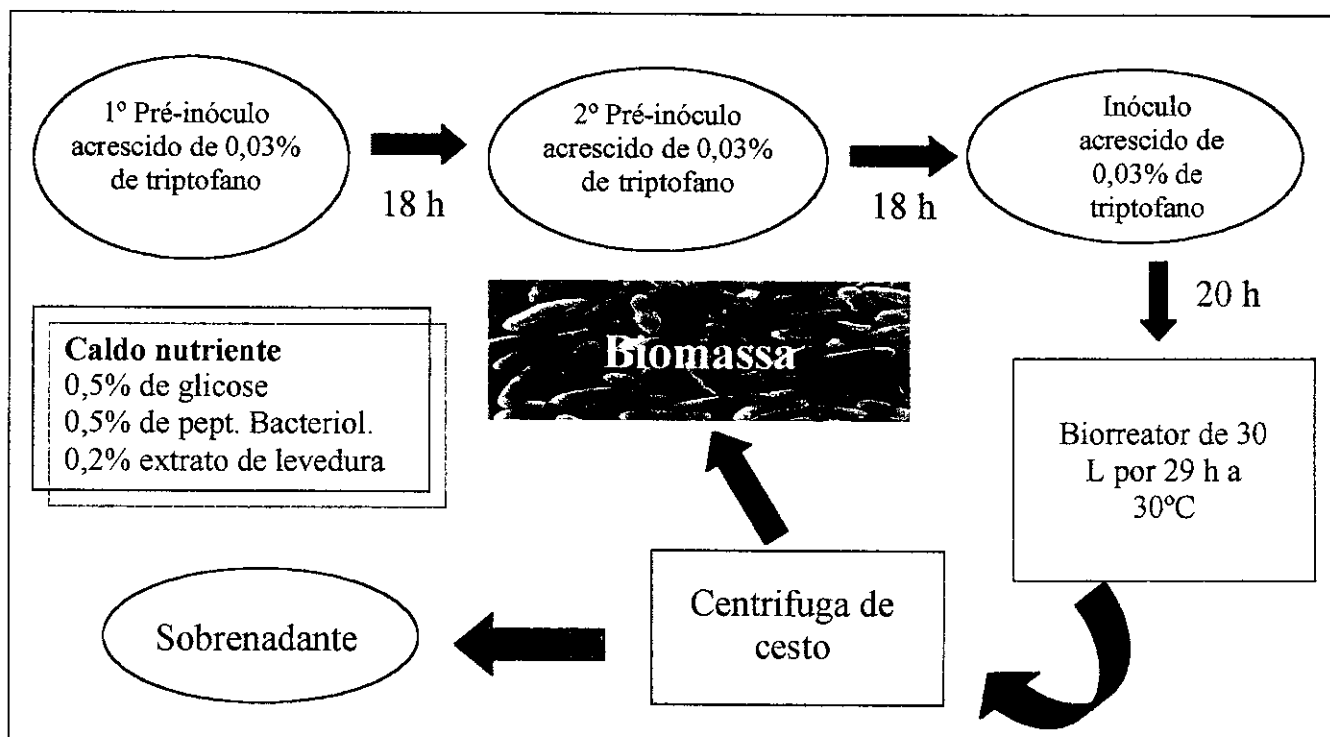 1º Pré-inóculo
acrescido de 0,03%
de triptofano
18 h
2º Pré-inóculo
acrescido de 0,03%
de triptofano
18 h
Inóculo
acrescido de
0,03% de
triptofano
20 h
Caldo nutriente
0,5% de glicose
0,5% de pept. Bacteriol.
0,2% extrato de levedura
Biomassa
Biorreator de 30
L por 29 h a
30ºC
Centrifuga de
cesto
Sobrenadante